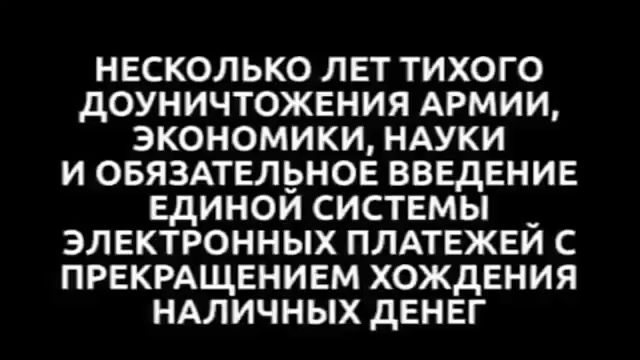 НЕСКОЛЬКО ЛЕТ ТИХОГО
ДОУНИЧТОЖЕНИЯ АРМИИ,
ЭКОНОМИКИ, НАУКИ
И ОБЯЗАТЕЛЬНОЕ ВВЕДЕНИЕ
ЕДИНОЙ СИСТЕМЫ
ЭЛЕКТРОННЫХ ПЛАТЕЖЕЙ С
ПРЕКРАЩЕНИЕМ ХОЖДЕНИЯ
НАЛИЧНЫХ ДЕНЕГ